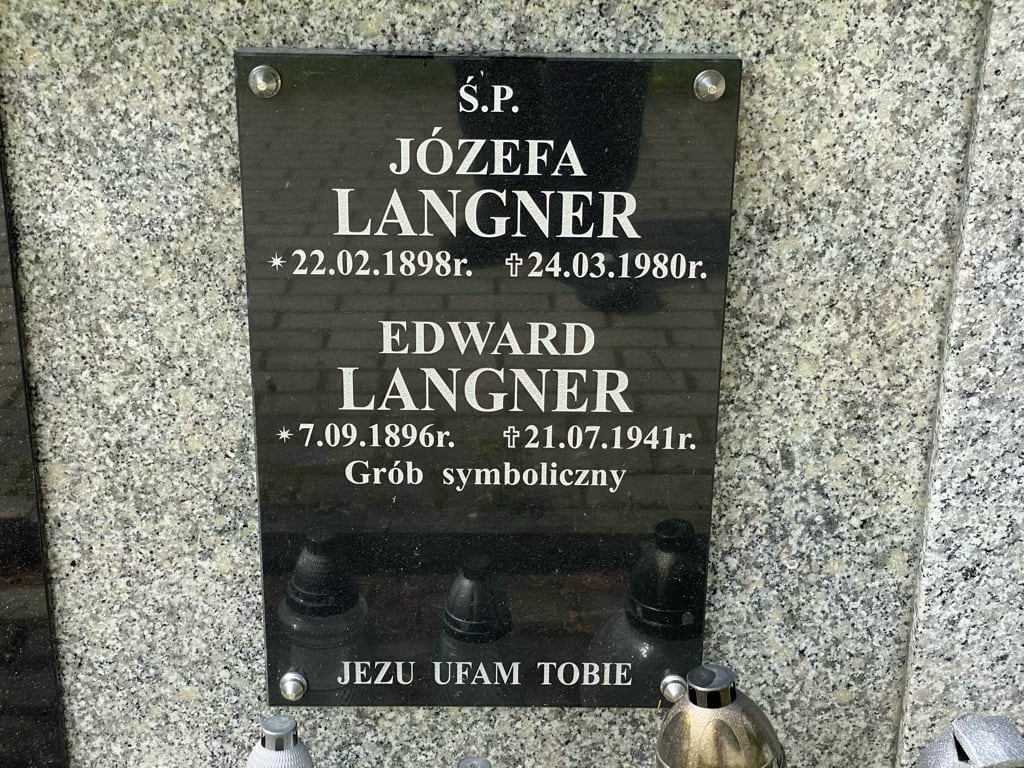 Ś.P.
JÓZEFA
LANGNER
✴22.02.1898r. ✝24.03.1980r.
EDWARD
LANGNER
✴7.09.1896r. ✝21.07.1941r.
Grób symboliczny
JEZU UFAM TOBIE